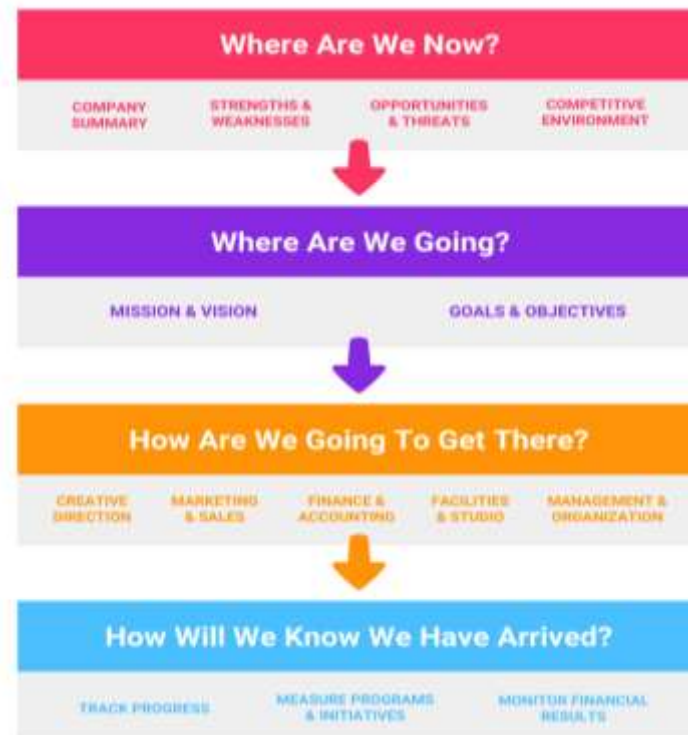 Where Are We Now?
COMPANY SUMMARY
STRENGTHS & WEAKNESSES
OPPORTUNITIES & THREATS
COMPETITIVE ENVIRONMENT
Where Are We Going?
MISSION & VISION
GOALS & OBJECTIVES
How Are We Going To Get There?
CREATIVE DIRECTION
MARKETING & SALES
FINANCE & ACCOUNTING
FACILITIES & STUDIO
MANAGEMENT & ORGANIZATION
How Will We Know We Have Arrived?
TRACK PROGRESS
MEASURE PROGRAMS & INITIATIVES
MONITOR FINANCIAL RESULTS